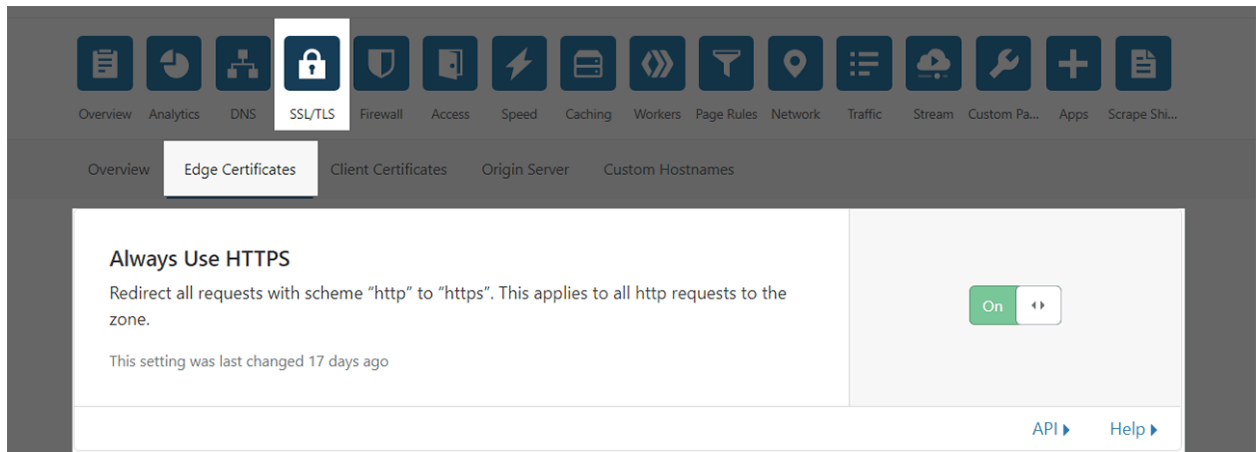 Overview Analytics DNS SSL/TLS Firewall Access Speed Caching Workers Page Rules Network Traffic Stream Custom Pa... Apps Scrape Shi...
Overview Edge Certificates Client Certificates Origin Server Custom Hostnames
Always Use HTTPS
Redirect all requests with scheme “http” to “https”. This applies to all http requests to the
zone.
On
This setting was last changed 17 days ago
API Help